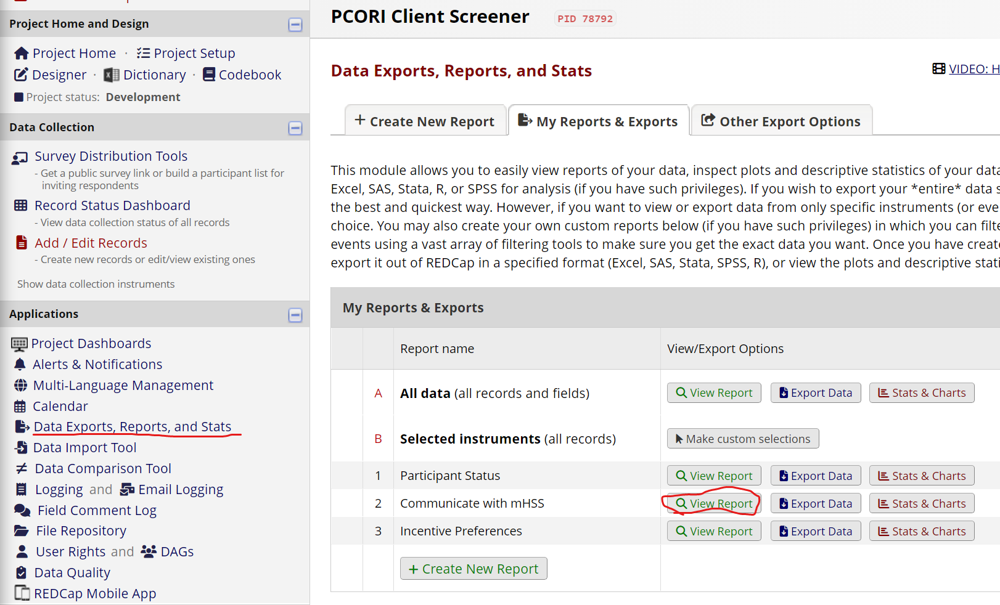 PCORI Client Screener PID 78792
Project Home and Design
Project Home · Project Setup
Designer · Dictionary · Codebook
Project status: Development
Data Collection
Survey Distribution Tools
- Get a public survey link or build a participant list for
inviting respondents
Record Status Dashboard
- View data collection status of all records
Add / Edit Records
- Create new records or edit/view existing ones
Show data collection instruments
Applications
Project Dashboards
Alerts & Notifications
Multi-Language Management
Calendar
Data Exports, Reports, and Stats
Data Import Tool
Data Comparison Tool
Logging and Email Logging
Field Comment Log
File Repository
User Rights and DAGs
Data Quality
REDCap Mobile App
Data Exports, Reports, and Stats
VIDEO: H
+ Create New Report
My Reports & Exports
Other Export Options
This module allows you to easily view reports of your data, inspect plots and descriptive statistics of your data
Excel, SAS, Stata, R, or SPSS for analysis (if you have such privileges). If you wish to export your *entire* data s
the best and quickest way. However, if you want to view or export data from only specific instruments (or eve
choice. You may also create your own custom reports below (if you have such privileges) in which you can filte
events using a vast array of filtering tools to make sure you get the exact data you want. Once you have create
export it out of REDCap in a specified format (Excel, SAS, Stata, SPSS, R), or view the plots and descriptive stati
My Reports & Exports
Report name View/Export Options
A All data (all records and fields) View Report Export Data Stats & Charts
B Selected instruments (all records) Make custom selections
1 Participant Status View Report Export Data Stats & Charts
2 Communicate with mHSS View Report Export Data Stats & Charts
3 Incentive Preferences View Report Export Data Stats & Charts
+ Create New Report